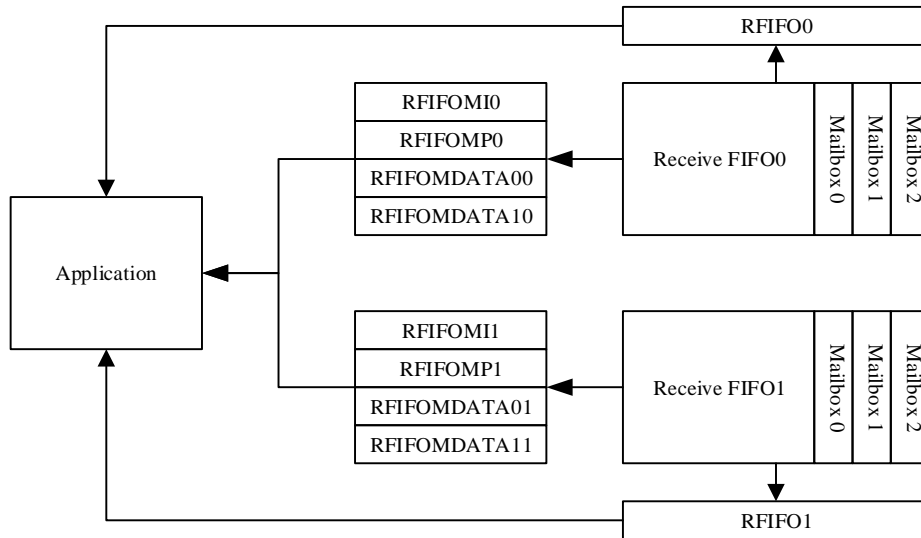 RFIFO0
RFIFOMI0
RFIFOMP0
RFIFOMDATA00
RFIFOMDATA10
Receive FIFO0
Mailbox 0
Mailbox 1
Mailbox 2
Application
RFIFOMI1
RFIFOMP1
RFIFOMDATA01
RFIFOMDATA11
Receive FIFO1
Mailbox 0
Mailbox 1
Mailbox 2
RFIFO1